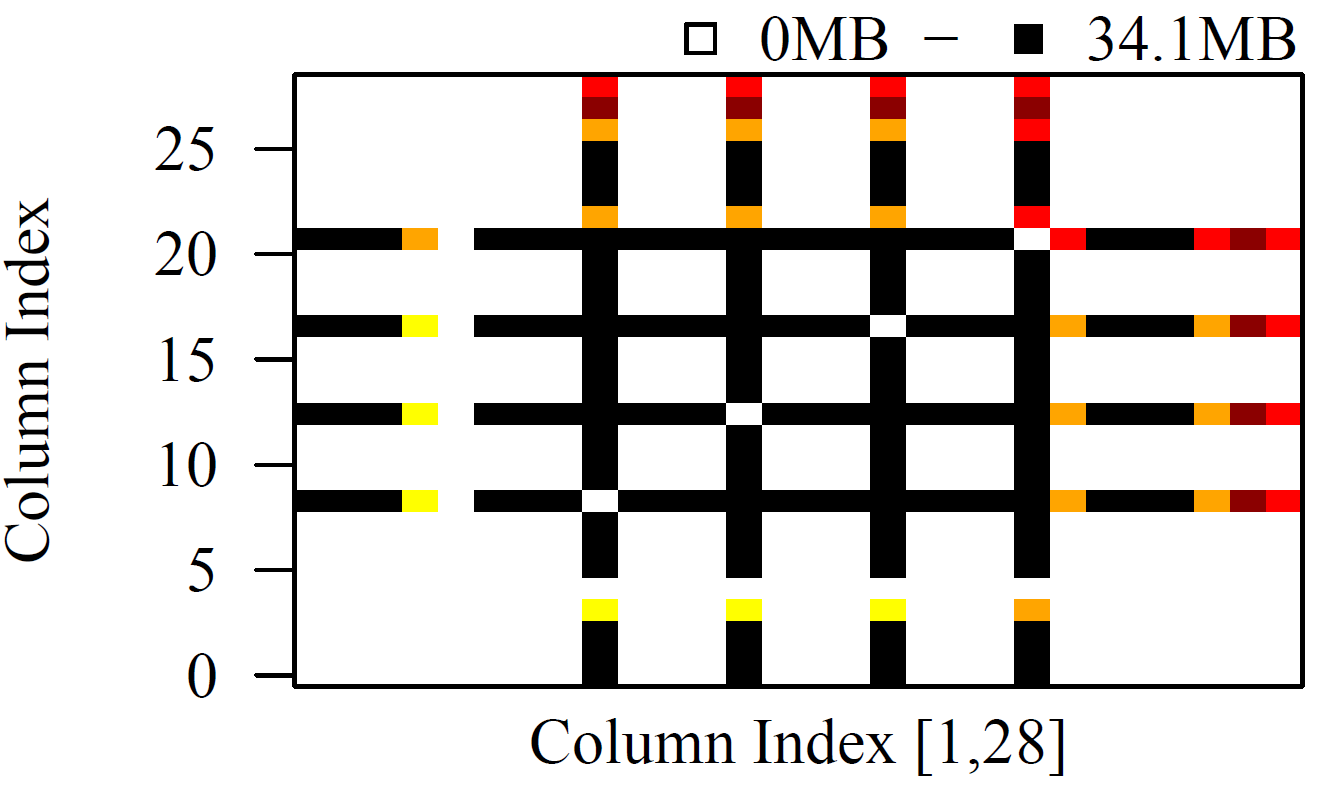 0MB – 34.1MB
25
20
15
10
5
0
Column Index
Column Index [1,28]